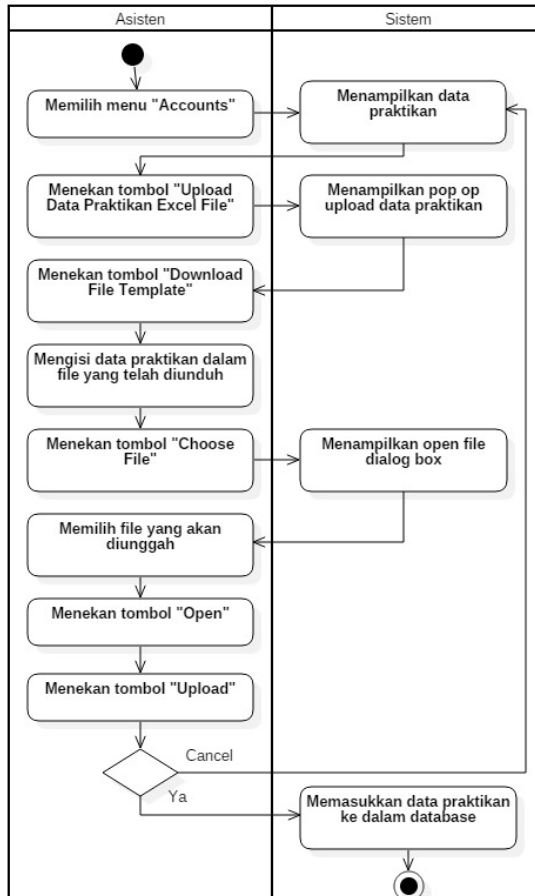 Asisten
Sistem
Memilih menu "Accounts"
Menampilkan data
praktikan
Menekan tombol "Upload
Data Praktikan Excel File"
Menampilkan pop op
upload data praktikan
Menekan tombol "Download
File Template"
Mengisi data praktikan dalam
file yang telah diunduh
Menekan tombol "Choose
File"
Menampilkan open file
dialog box
Memilih file yang akan
diunggah
Menekan tombol "Open"
Menekan tombol "Upload"
Cancel
Ya
Memasukkan data praktikan
ke dalam database